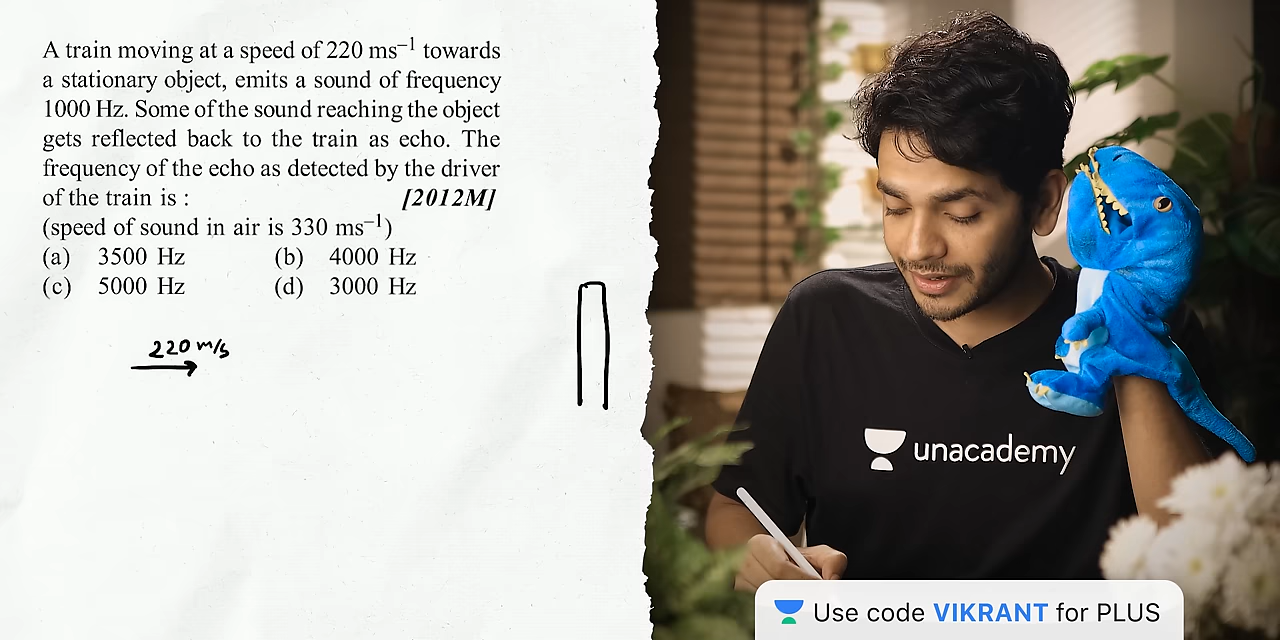 A train moving at a speed of 220 ms⁻¹ towards
a stationary object, emits a sound of frequency
1000 Hz. Some of the sound reaching the object
gets reflected back to the train as echo. The
frequency of the echo as detected by the driver
of the train is : [2012M]
(speed of sound in air is 330 ms⁻¹)
(a) 3500 Hz (b) 4000 Hz
(c) 5000 Hz (d) 3000 Hz
220 m/s
unacademy
Use code VIKRANT for PLUS